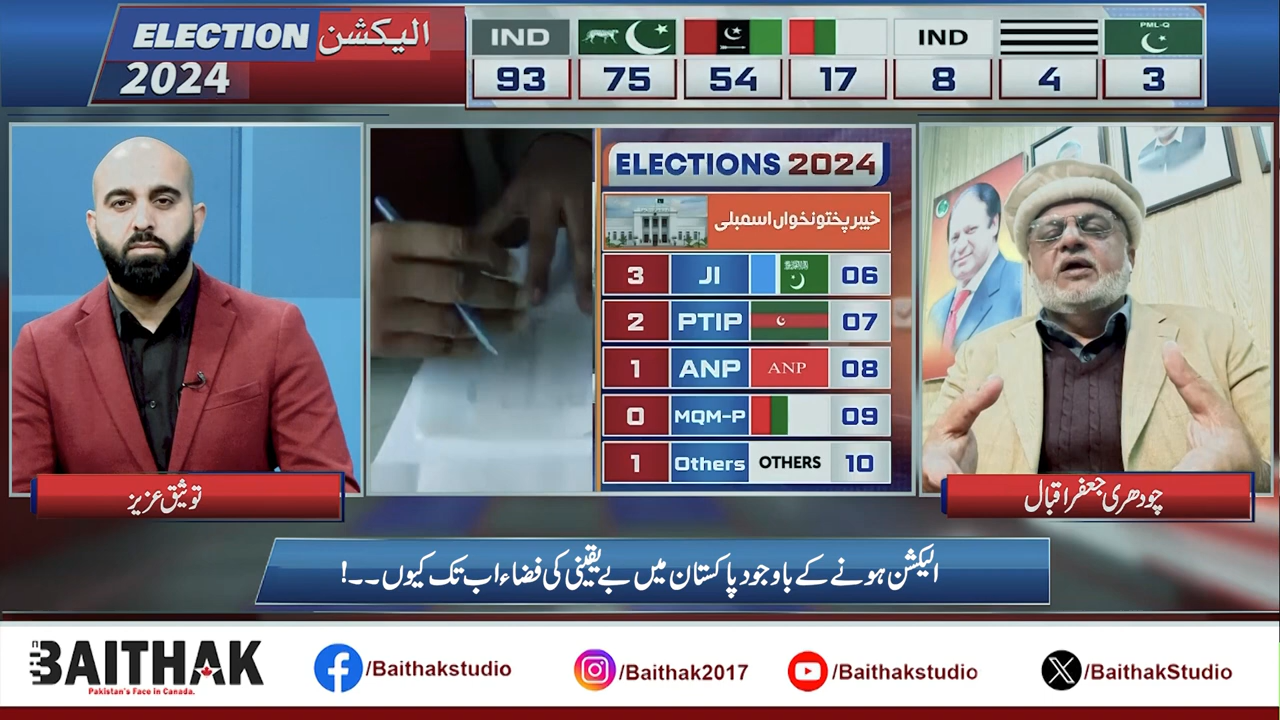 ELECTION الیکشن
2024
IND
PML-Q
IND
93 75 54 17 8 4 3
ELECTIONS 2024
خیبر پختونخواں اسمبلی
3 JI 06
2 PTIP 07
1 ANP ANP 08
0 MQM-P 09
1 Others OTHERS 10
توثیق عزیز
چودھری جعفر اقبال
الیکشن ہونے کے باوجود پاکستان میں بے یقینی کی فضاء اب تک کیوں۔۔۔!
BAITHAK
Pakistan's Face in Canada.
/Baithakstudio
/Baithak2017
/Baithakstudio
/BaithakStudio